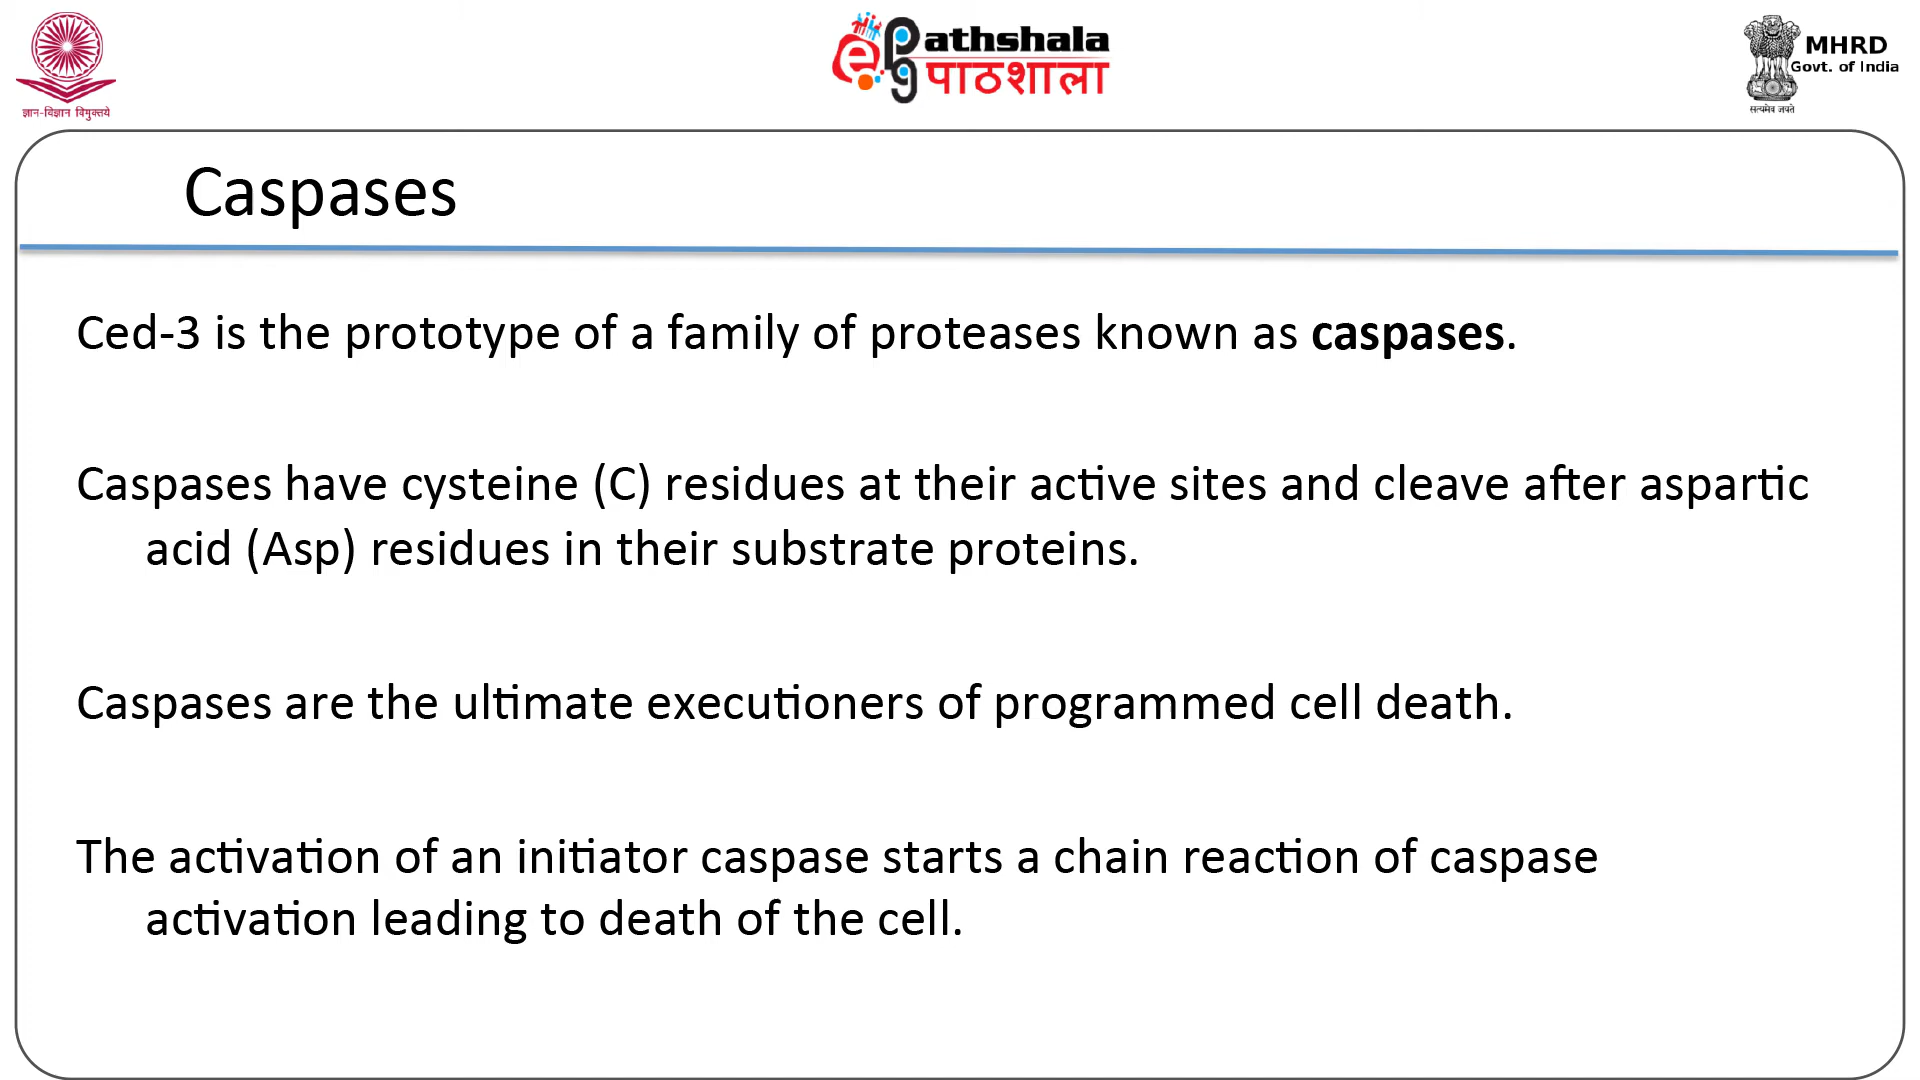 ज्ञान-विज्ञान विमुक्तये
ePathshala
पाठशाला
MHRD
Govt. of India
सत्यमेव जयते
Caspases
Ced-3 is the prototype of a family of proteases known as caspases.
Caspases have cysteine (C) residues at their active sites and cleave after aspartic
acid (Asp) residues in their substrate proteins.
Caspases are the ultimate executioners of programmed cell death.
The activation of an initiator caspase starts a chain reaction of caspase
activation leading to death of the cell.